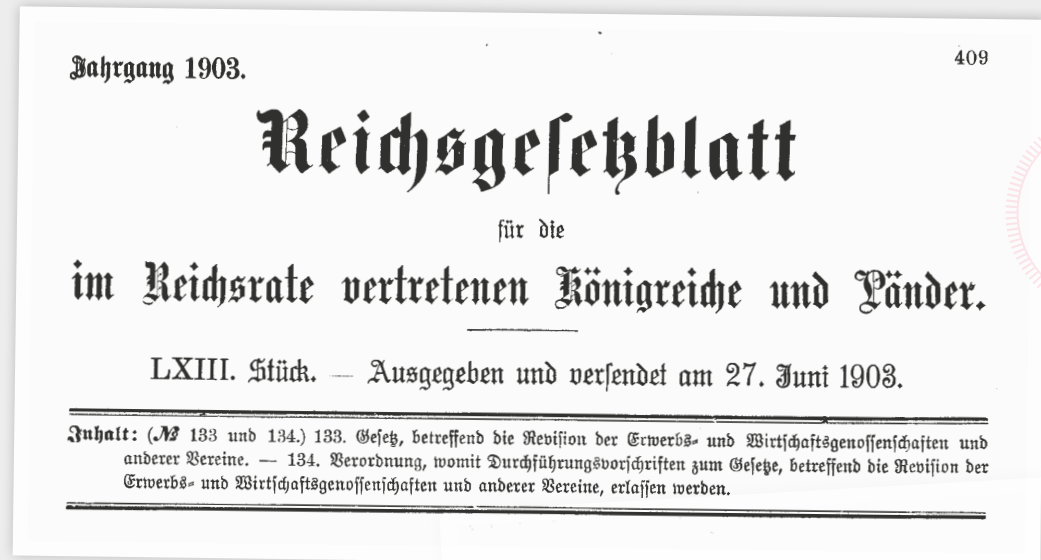 Jahrgang 1903.
409
Reichsgesetzblatt
für die
im Reichsrate vertretenen Königreiche und Länder.
LXIII. Stück. — Ausgegeben und versendet am 27. Juni 1903.
Inhalt: (№ 133 und 134.) 133. Gesetz, betreffend die Revision der Erwerbs- und Wirtschaftsgenossenschaften und
anderer Vereine. — 134. Verordnung, womit Durchführungsvorschriften zum Gesetze, betreffend die Revision der
Erwerbs- und Wirtschaftsgenossenschaften und anderer Vereine, erlassen werden.